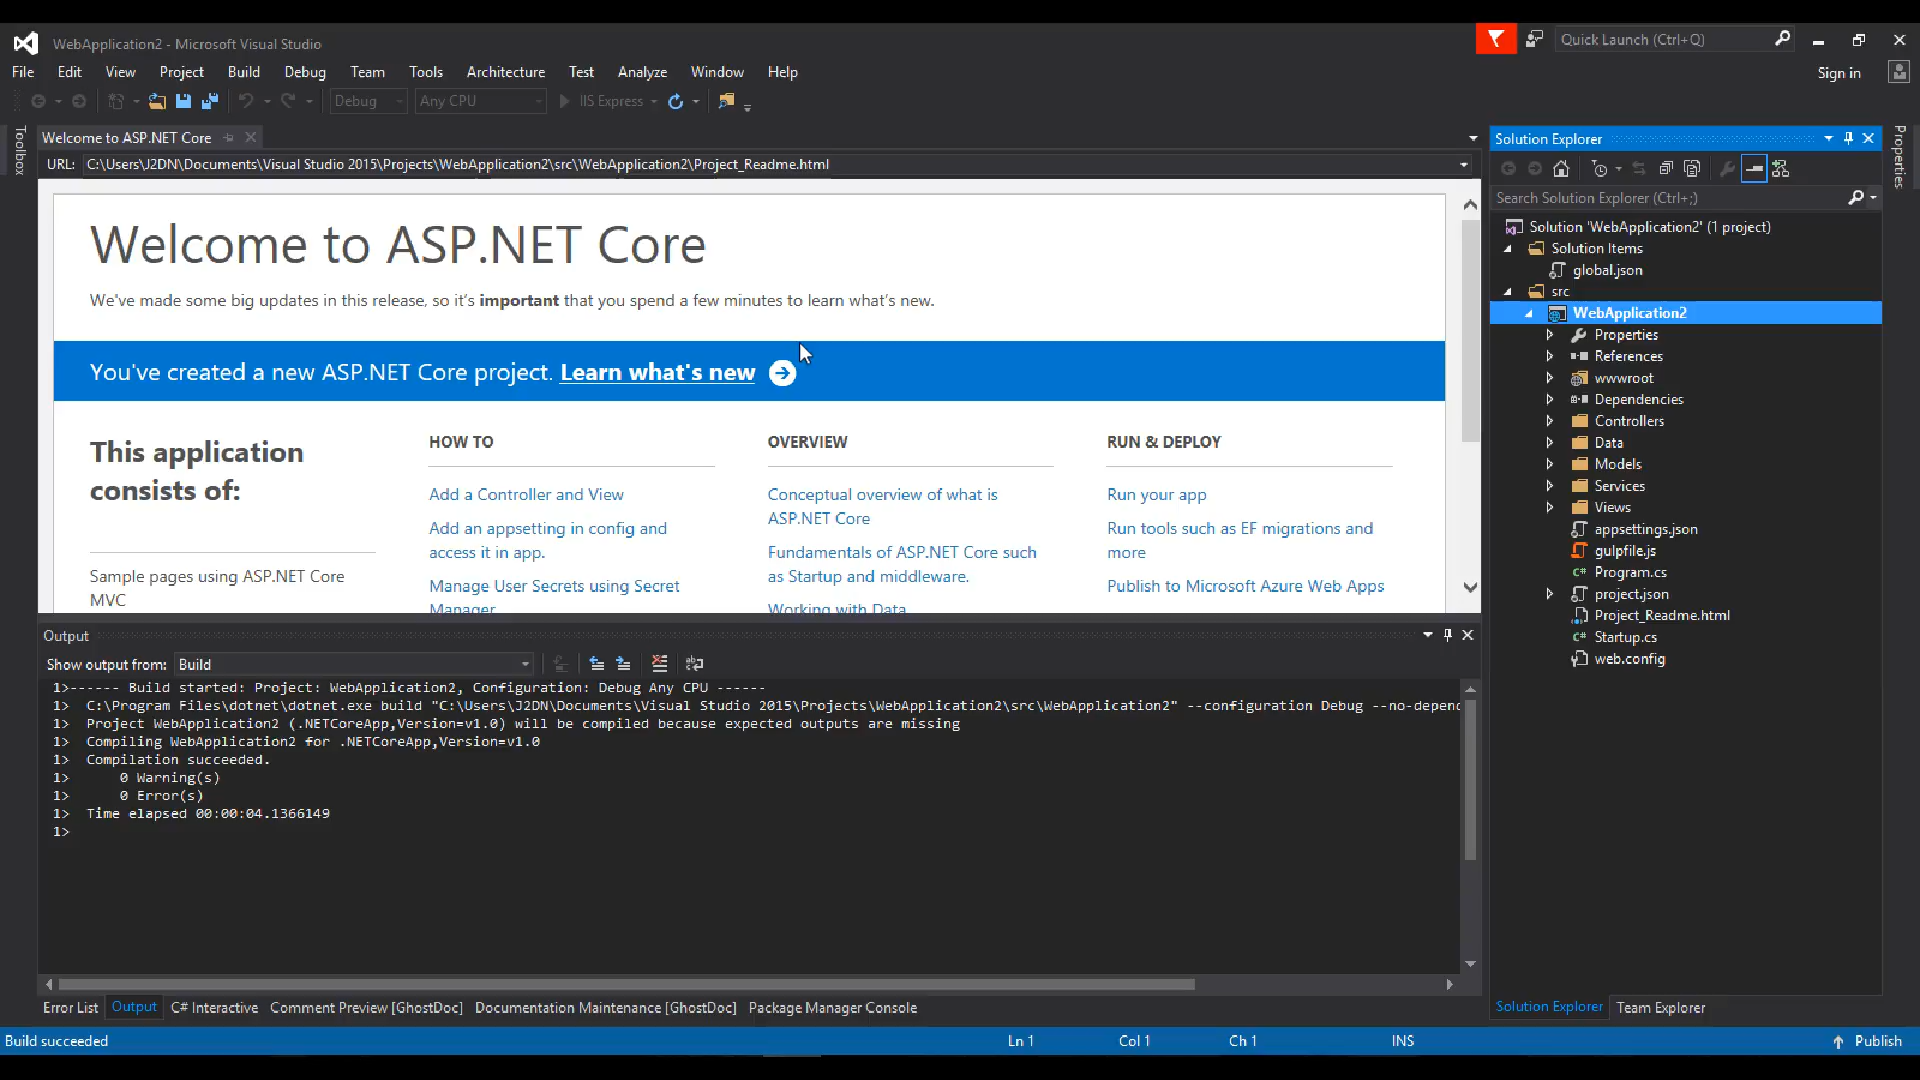 WebApplication2 - Microsoft Visual Studio
Quick Launch (Ctrl+Q)
File Edit View Project Build Debug Team Tools Architecture Test Analyze Window Help
Sign in
Debug Any CPU IIS Express
Toolbox
Welcome to ASP.NET Core
URL: C:\Users\J2DN\Documents\Visual Studio 2015\Projects\WebApplication2\src\WebApplication2\Project_Readme.html
Welcome to ASP.NET Core
We've made some big updates in this release, so it's important that you spend a few minutes to learn what's new.
You've created a new ASP.NET Core project. Learn what's new
This application
consists of:
Sample pages using ASP.NET Core
MVC
HOW TO
Add a Controller and View
Add an appsetting in config and
access it in app.
Manage User Secrets using Secret
Manager.
OVERVIEW
Conceptual overview of what is
ASP.NET Core
Fundamentals of ASP.NET Core such
as Startup and middleware.
Working with Data
RUN & DEPLOY
Run your app
Run tools such as EF migrations and
more
Publish to Microsoft Azure Web Apps
Output
Show output from: Build
1>------ Build started: Project: WebApplication2, Configuration: Debug Any CPU ------
1> C:\Program Files\dotnet\dotnet.exe build "C:\Users\J2DN\Documents\Visual Studio 2015\Projects\WebApplication2\src\WebApplication2" --configuration Debug --no-depen
1> Project WebApplication2 (.NETCoreApp,Version=v1.0) will be compiled because expected outputs are missing
1> Compiling WebApplication2 for .NETCoreApp,Version=v1.0
1> Compilation succeeded.
1> 0 Warning(s)
1> 0 Error(s)
1> Time elapsed 00:00:04.1366149
1>
Error List Output C# Interactive Comment Preview [GhostDoc] Documentation Maintenance [GhostDoc] Package Manager Console
Solution Explorer
Search Solution Explorer (Ctrl+;)
Solution 'WebApplication2' (1 project)
Solution Items
global.json
src
WebApplication2
Properties
References
wwwroot
Dependencies
Controllers
Data
Models
Services
Views
appsettings.json
gulpfile.js
C# Program.cs
project.json
Project_Readme.html
C# Startup.cs
web.config
Solution Explorer Team Explorer
Properties
Build succeeded Ln 1 Col 1 Ch 1 INS Publish